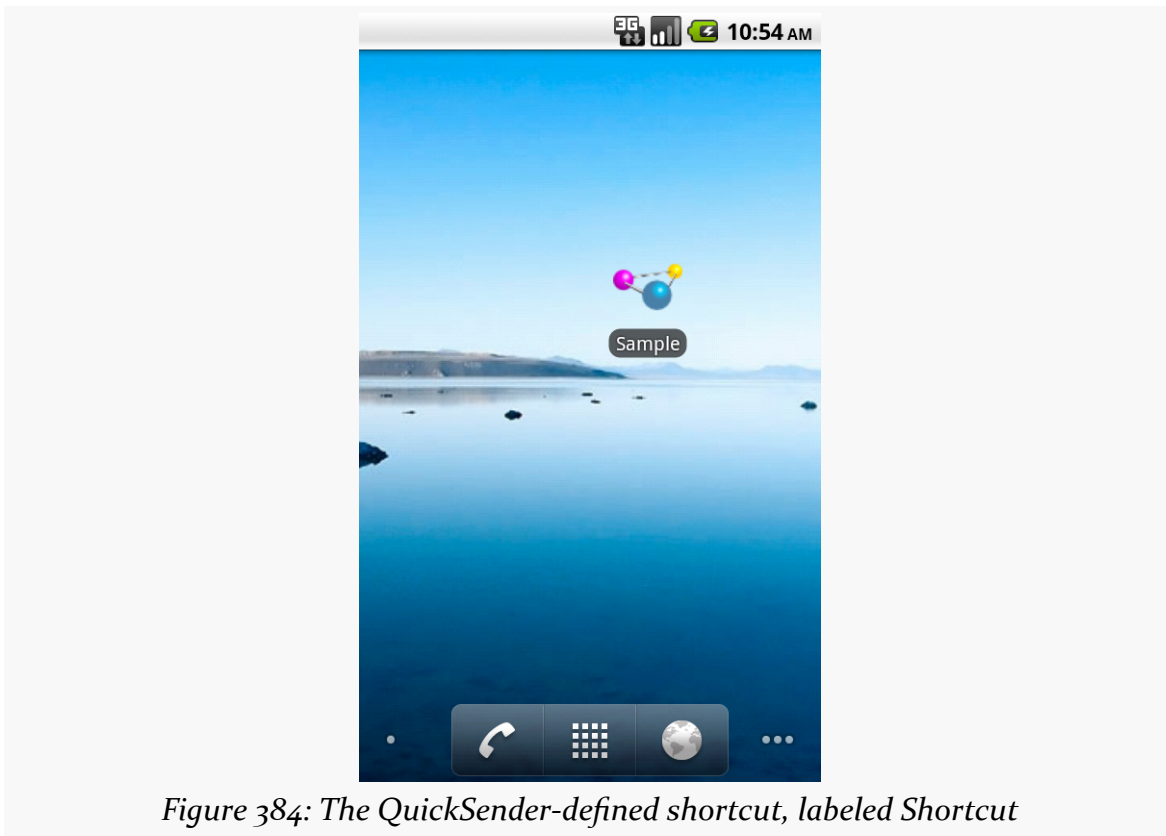 3G 10:54 AM
Sample
Figure 384: The QuickSender-defined shortcut, labeled Shortcut